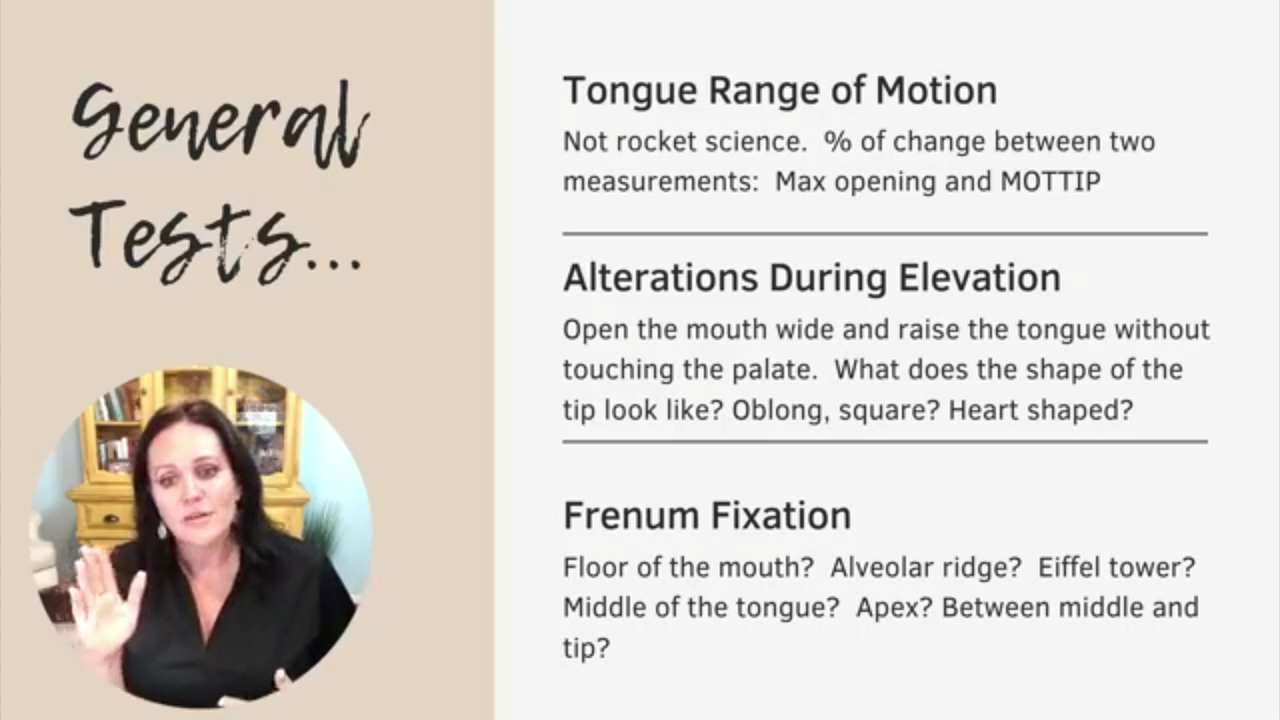 General
Tests...
Tongue Range of Motion
Not rocket science.  % of change between two
measurements:  Max opening and MOTTIP
Alterations During Elevation
Open the mouth wide and raise the tongue without
touching the palate.  What does the shape of the
tip look like? Oblong, square? Heart shaped?
Frenum Fixation
Floor of the mouth?  Alveolar ridge?  Eiffel tower?
Middle of the tongue?  Apex? Between middle and
tip?